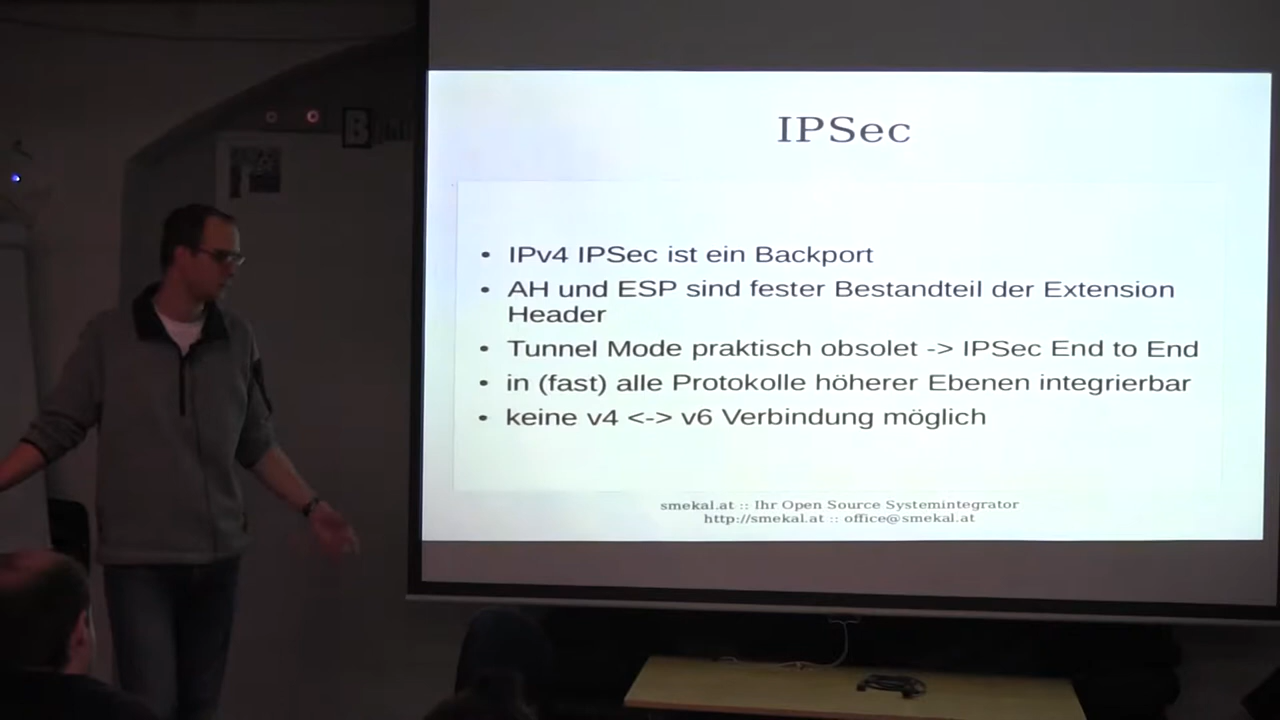 IPSec
• IPv4 IPSec ist ein Backport
• AH und ESP sind fester Bestandteil der Extension
Header
• Tunnel Mode praktisch obsolet -> IPSec End to End
• in (fast) alle Protokolle höherer Ebenen integrierbar
• keine v4 <-> v6 Verbindung möglich
smekal.at :: Ihr Open Source Systemintegrator
http://smekal.at :: office@smekal.at